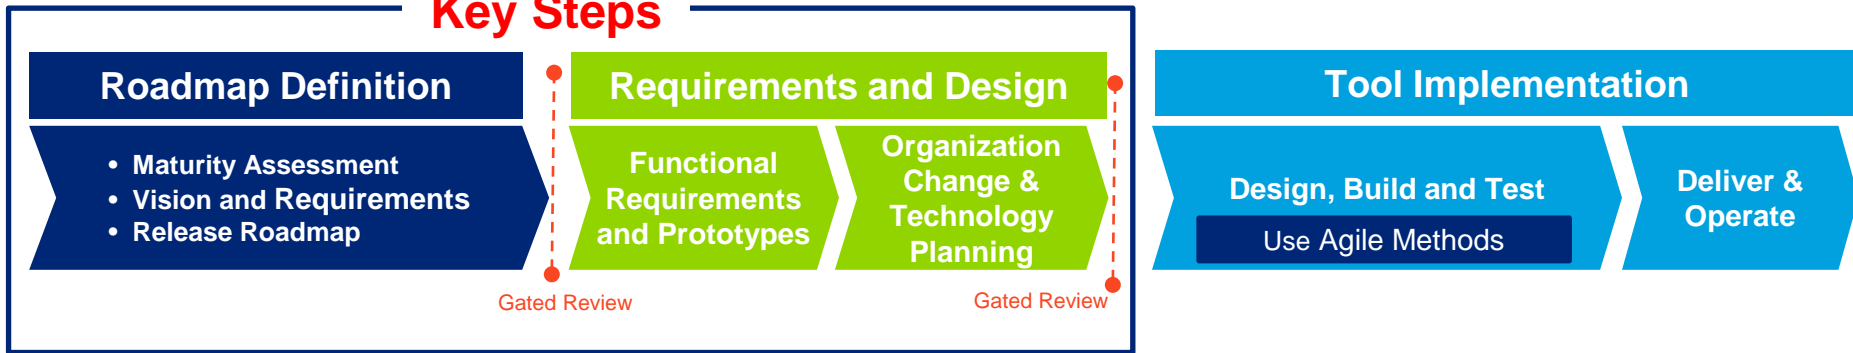 Key Steps
Roadmap Definition
Requirements and Design
Tool Implementation
• Maturity Assessment
• Vision and Requirements
• Release Roadmap
Functional
Requirements
and Prototypes
Organization
Change &
Technology
Planning
Design, Build and Test
Use Agile Methods
Deliver &
Operate
Gated Review
Gated Review